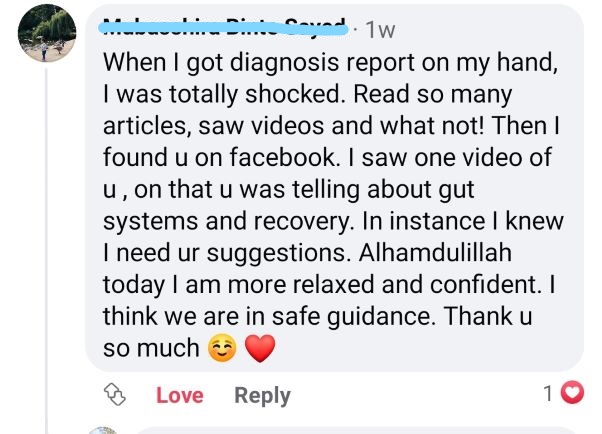 · 1w
When I got diagnosis report on my hand,
I was totally shocked. Read so many
articles, saw videos and what not! Then I
found u on facebook. I saw one video of
u , on that u was telling about gut
systems and recovery. In instance I knew
I need ur suggestions. Alhamdulillah
today I am more relaxed and confident. I
think we are in safe guidance. Thank u
so much ☺️ ❤️
Love Reply 1